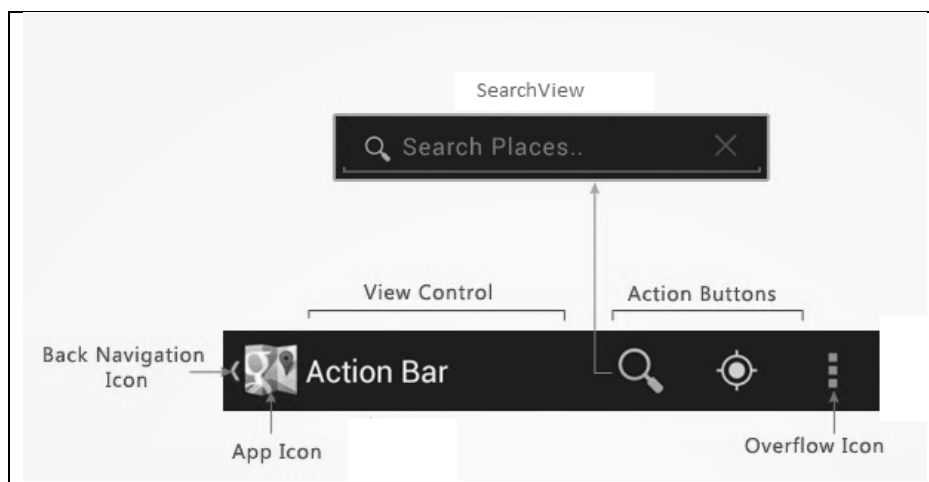 SearchView
Search Places..
View Control
Action Buttons
Back Navigation
Icon
Action Bar
App Icon
Overflow Icon